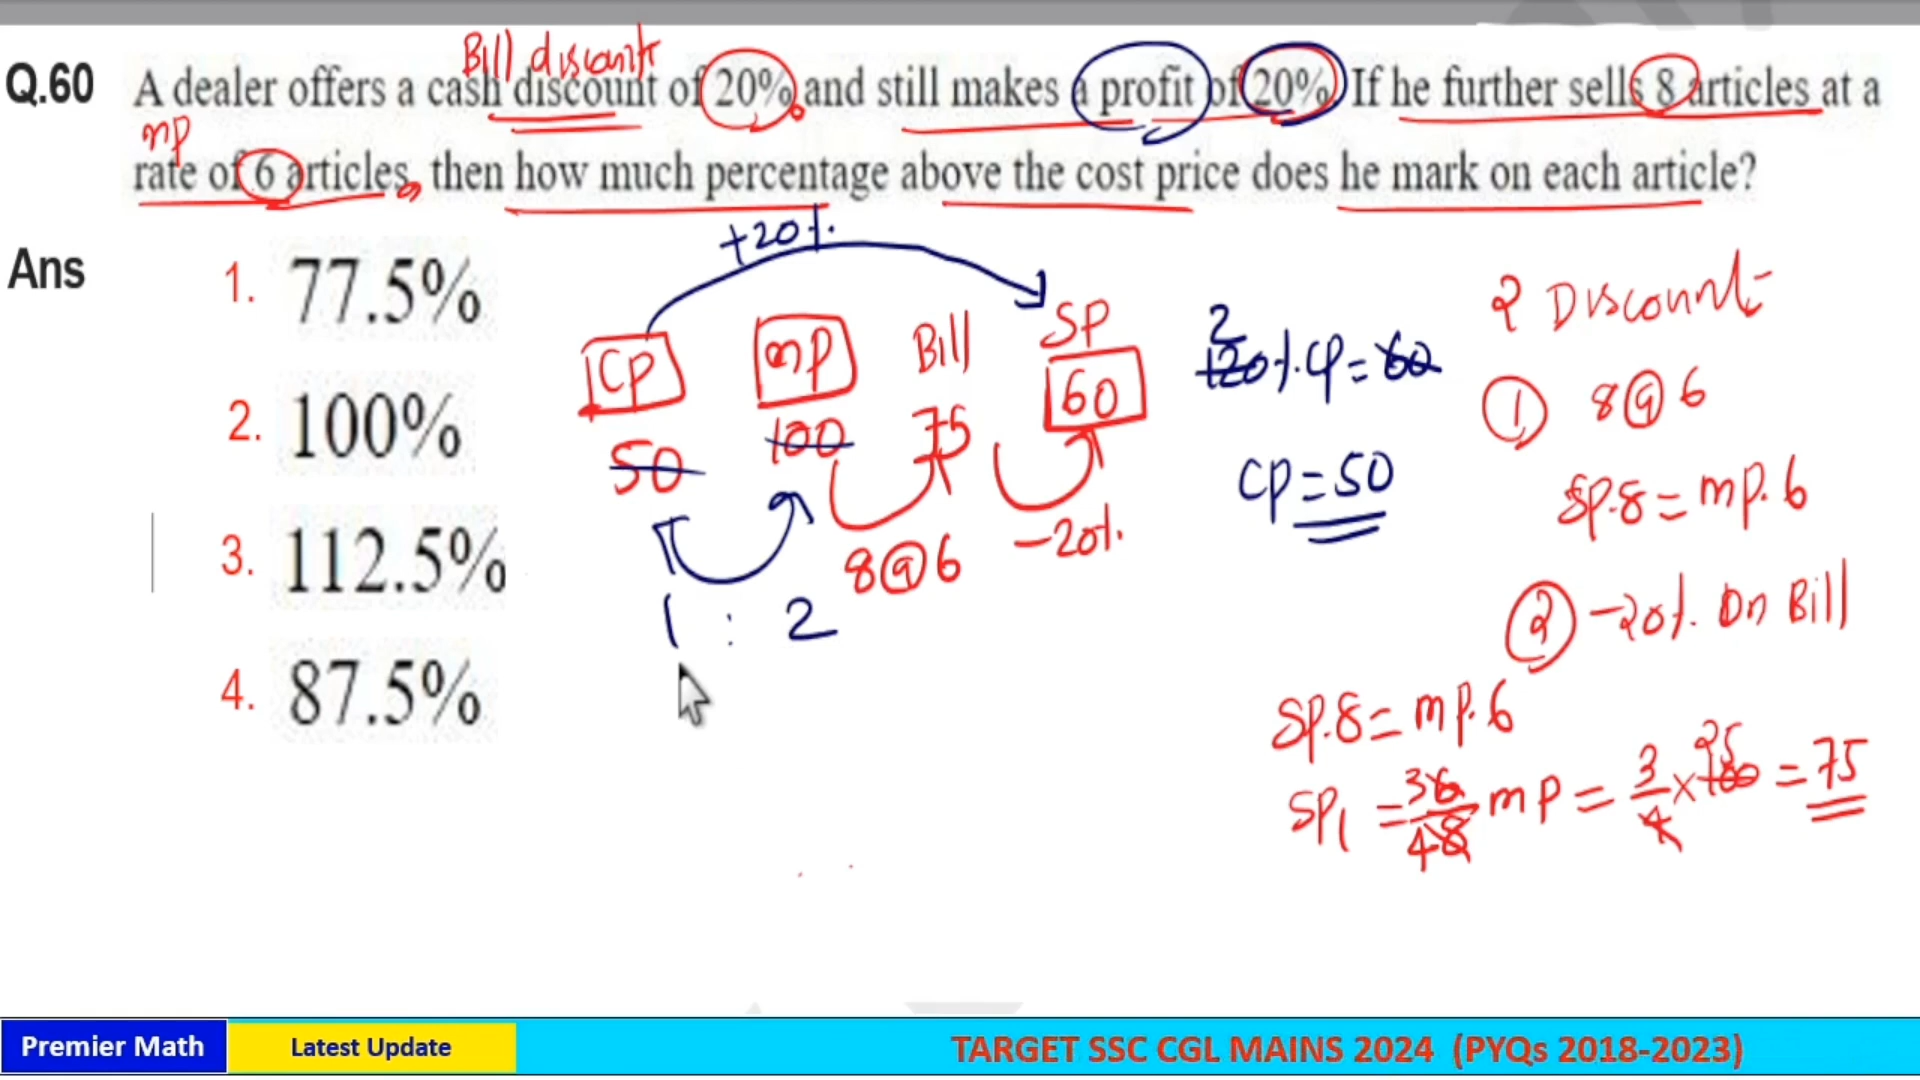 Bill discount
Q.60 A dealer offers a cash discount of 20% and still makes a profit of 20%. If he further sells 8 articles at a
mp
rate of 6 articles, then how much percentage above the cost price does he mark on each article?
Ans
1. 77.5%
2. 100%
3. 112.5%
4. 87.5%
+20%
CP mp Bill SP
50 100 75 60
8@6 -20%
1 : 2
2
120% CP = 60
CP = 50
2 Discount-
1 8@6
SP.8 = mp.6
2 -20% On Bill
SP.8 = mp.6
SP1 = 36/48 mp = 3/4 x 25 100 = 75
Premier Math
Latest Update
TARGET SSC CGL MAINS 2024 (PYQs 2018-2023)